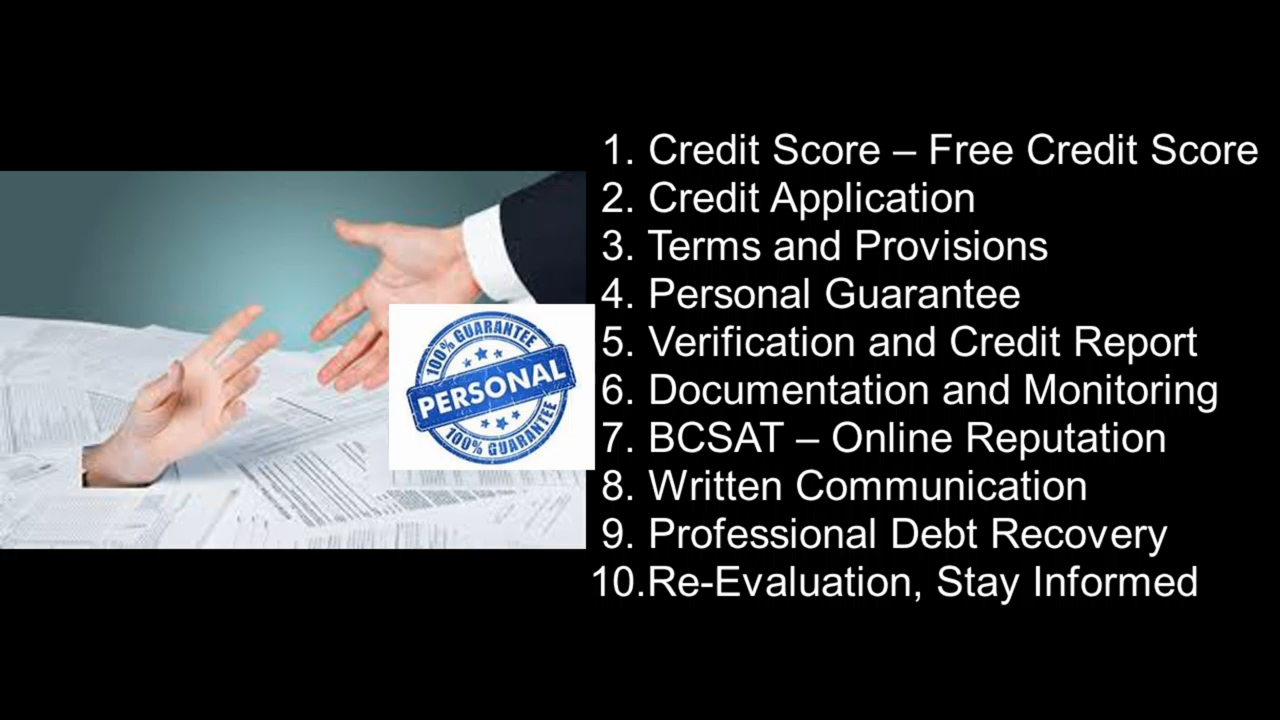 100% GUARANTEE
PERSONAL
100% GUARANTEE
1. Credit Score – Free Credit Score
2. Credit Application
3. Terms and Provisions
4. Personal Guarantee
5. Verification and Credit Report
6. Documentation and Monitoring
7. BCSAT – Online Reputation
8. Written Communication
9. Professional Debt Recovery
10.Re-Evaluation, Stay Informed